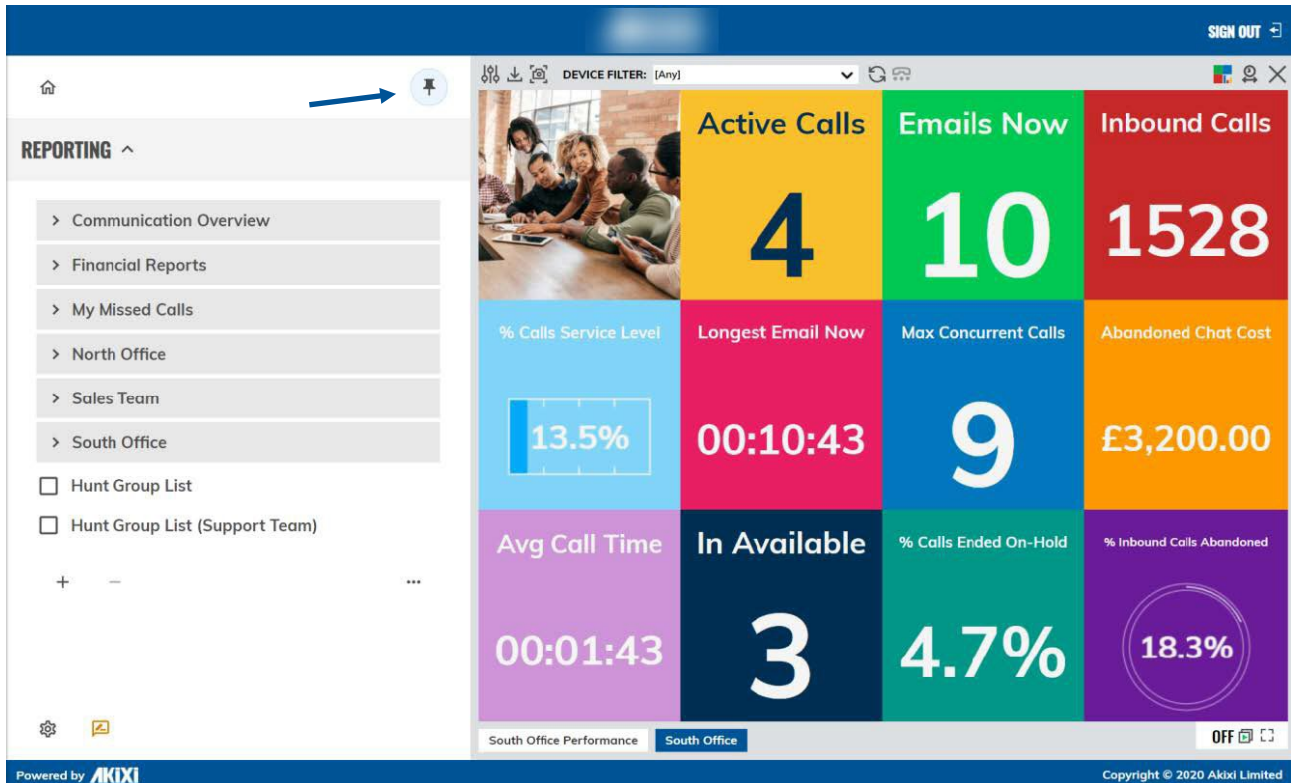 SIGN OUT
DEVICE FILTER: [Any]
REPORTING
Communication Overview
Financial Reports
My Missed Calls
North Office
Sales Team
South Office
Hunt Group List
Hunt Group List (Support Team)
Active Calls
4
Emails Now
10
Inbound Calls
1528
% Calls Service Level
13.5%
Longest Email Now
00:10:43
Max Concurrent Calls
9
Abandoned Chat Cost
£3,200.00
Avg Call Time
00:01:43
In Available
3
% Calls Ended On-Hold
4.7%
% Inbound Calls Abandoned
18.3%
South Office Performance
South Office
OFF
Powered by AKIXI
Copyright © 2020 Akixi Limited